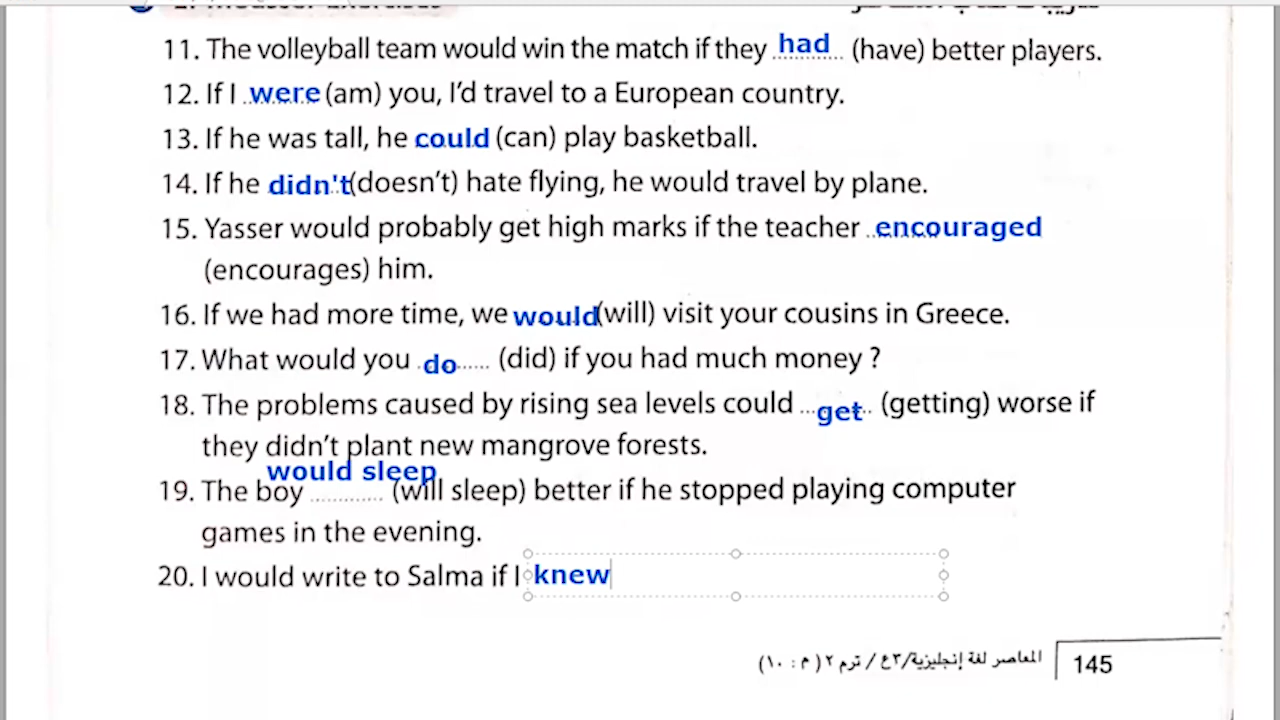 11. The volleyball team would win the match if they had (have) better players.
12. If I were (am) you, I'd travel to a European country.
13. If he was tall, he could (can) play basketball.
14. If he didn't (doesn't) hate flying, he would travel by plane.
15. Yasser would probably get high marks if the teacher encouraged
(encourages) him.
16. If we had more time, we would (will) visit your cousins in Greece.
17. What would you do (did) if you had much money ?
18. The problems caused by rising sea levels could get (getting) worse if
they didn't plant new mangrove forests.
would sleep
19. The boy ............ (will sleep) better if he stopped playing computer
games in the evening.
20. I would write to Salma if I knew
المعاصر لغة إنجليزية/٣ع / ترم ٢ (م : ١٠) 145